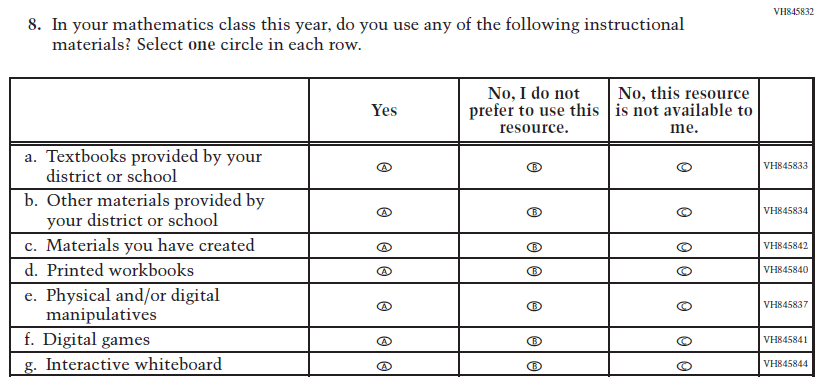 VH845832
8. In your mathematics class this year, do you use any of the following instructional
materials? Select one circle in each row.
Yes
No, I do not
prefer to use this
resource.
No, this resource
is not available to
me.
a. Textbooks provided by your
district or school
A B C VH845833
b. Other materials provided by
your district or school
A B C VH845834
c. Materials you have created A B C VH845842
d. Printed workbooks A B C VH845840
e. Physical and/or digital
manipulatives
A B C VH845837
f. Digital games A B C VH845841
g. Interactive whiteboard A B C VH845844